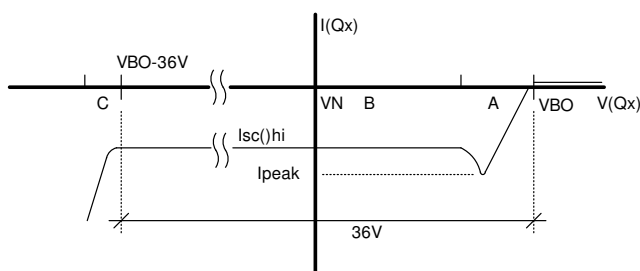 I(Qx)
VBO-36V
C
VN
B
A
VBO
V(Qx)
Isc()hi
Ipeak
36V